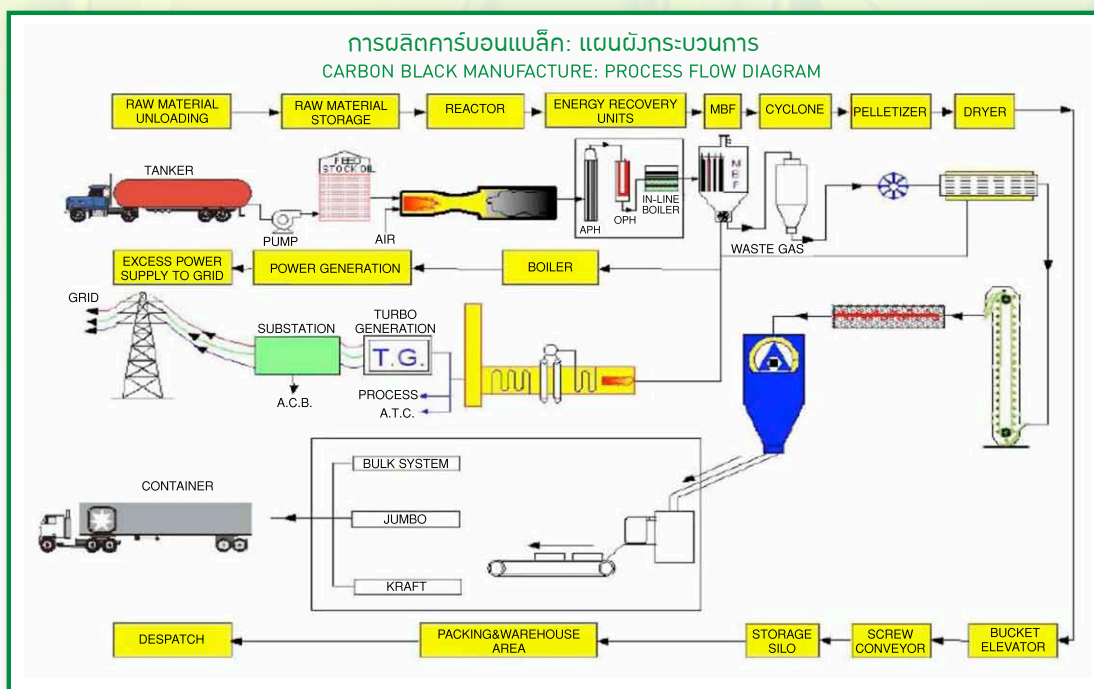 การผลิตคาร์บอนแบล็ค: แผนผังกระบวนการ
CARBON BLACK MANUFACTURE: PROCESS FLOW DIAGRAM
RAW MATERIAL
UNLOADING
RAW MATERIAL
STORAGE
REACTOR
ENERGY RECOVERY
UNITS
MBF
CYCLONE
PELLETIZER
DRYER
TANKER
FEED
STOCK OIL
PUMP
AIR
APH
OPH
IN-LINE
BOILER
M
B
F
WASTE GAS
EXCESS POWER
SUPPLY TO GRID
POWER GENERATION
BOILER
GRID
SUBSTATION
TURBO
GENERATION
T.G.
A.C.B.
PROCESS
A.T.C.
CONTAINER
BULK SYSTEM
JUMBO
KRAFT
DESPATCH
PACKING&WAREHOUSE
AREA
STORAGE
SILO
SCREW
CONVEYOR
BUCKET
ELEVATOR